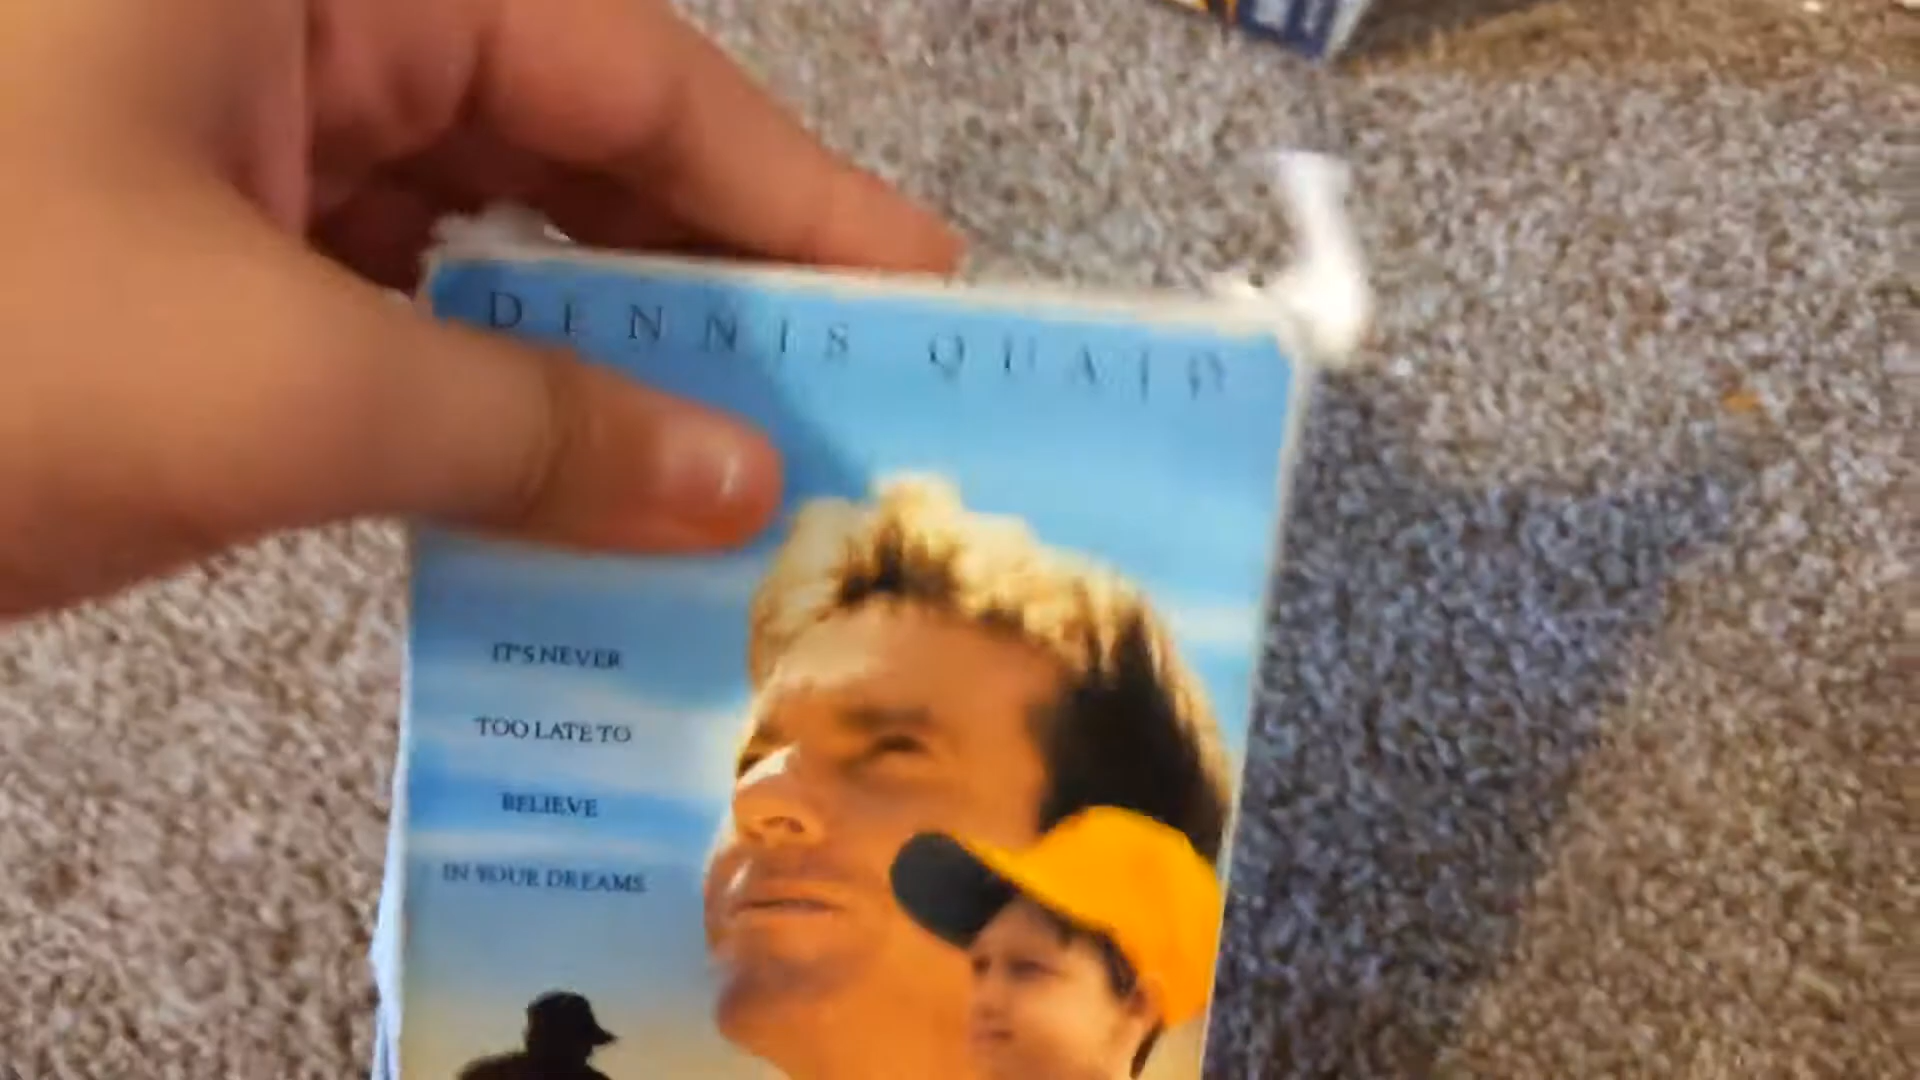 DENNIS QUAID
IT'S NEVER
TOO LATE TO
BELIEVE
IN YOUR DREAMS